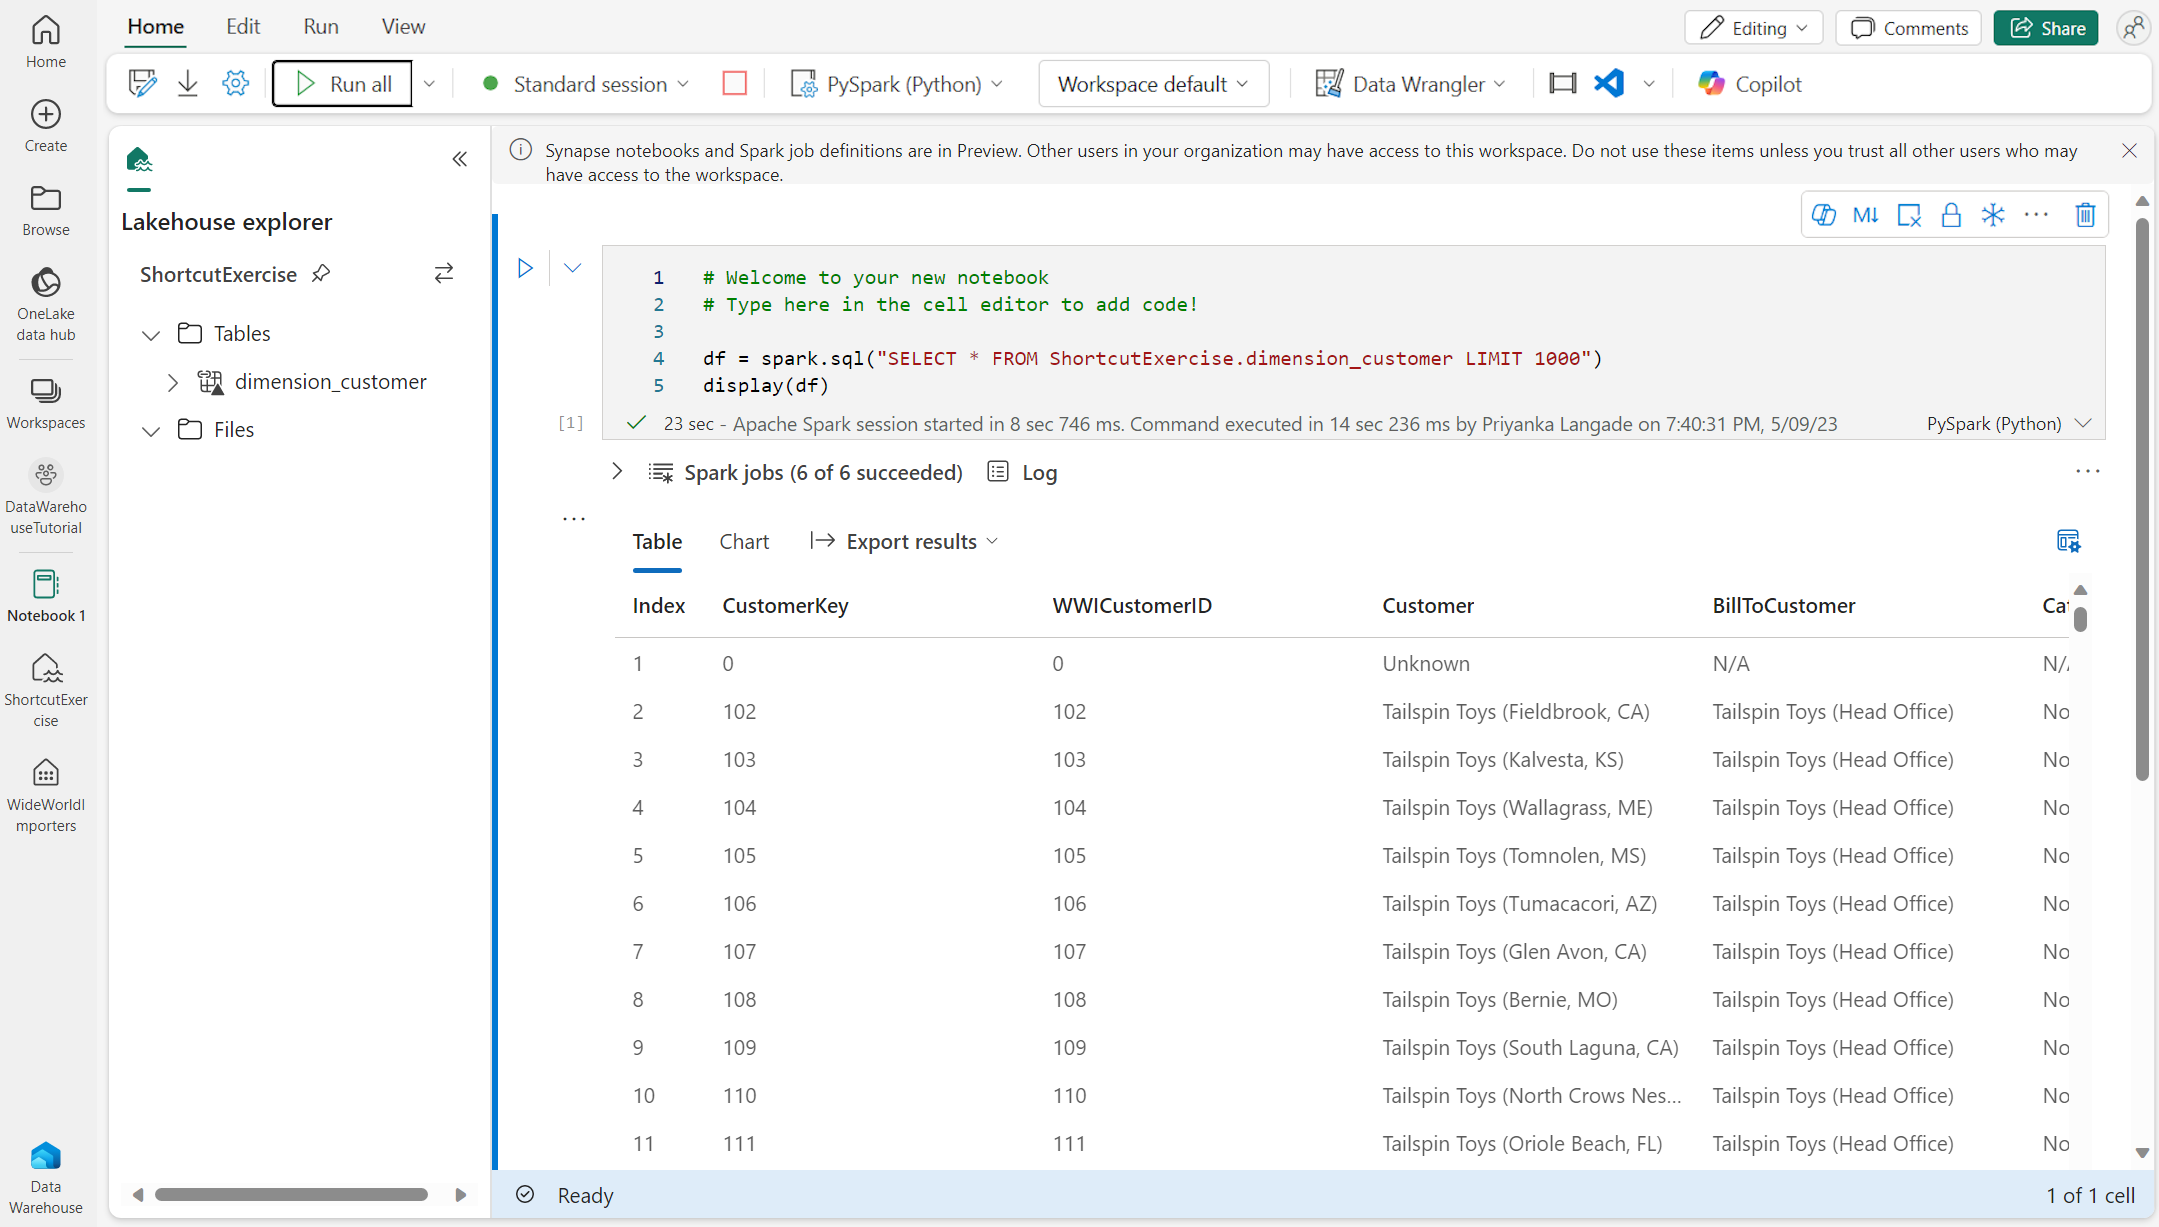 Home
Edit
Run
View
Editing
Comments
Share
Run all
Standard session
PySpark (Python)
Workspace default
Data Wrangler
Copilot
Home
Create
Browse
OneLake
data hub
Workspaces
DataWareho
useTutorial
Notebook 1
ShortcutExer
cise
WideWorldI
mporters
Data
Warehouse
Lakehouse explorer
ShortcutExercise
Tables
dimension_customer
Files
Synapse notebooks and Spark job definitions are in Preview. Other users in your organization may have access to this workspace. Do not use these items unless you trust all other users who may
have access to the workspace.
M↓
1 # Welcome to your new notebook
2 # Type here in the cell editor to add code!
3
4 df = spark.sql("SELECT * FROM ShortcutExercise.dimension_customer LIMIT 1000")
5 display(df)
[1] 23 sec - Apache Spark session started in 8 sec 746 ms. Command executed in 14 sec 236 ms by Priyanka Langade on 7:40:31 PM, 5/09/23 PySpark (Python)
Spark jobs (6 of 6 succeeded) Log
Table Chart Export results
Index CustomerKey WWICustomerID Customer BillToCustomer Cat
1 0 0 Unknown N/A N/A
2 102 102 Tailspin Toys (Fieldbrook, CA) Tailspin Toys (Head Office) No
3 103 103 Tailspin Toys (Kalvesta, KS) Tailspin Toys (Head Office) No
4 104 104 Tailspin Toys (Wallagrass, ME) Tailspin Toys (Head Office) No
5 105 105 Tailspin Toys (Tomnolen, MS) Tailspin Toys (Head Office) No
6 106 106 Tailspin Toys (Tumacacori, AZ) Tailspin Toys (Head Office) No
7 107 107 Tailspin Toys (Glen Avon, CA) Tailspin Toys (Head Office) No
8 108 108 Tailspin Toys (Bernie, MO) Tailspin Toys (Head Office) No
9 109 109 Tailspin Toys (South Laguna, CA) Tailspin Toys (Head Office) No
10 110 110 Tailspin Toys (North Crows Nes... Tailspin Toys (Head Office) No
11 111 111 Tailspin Toys (Oriole Beach, FL) Tailspin Toys (Head Office) No
Ready
1 of 1 cell